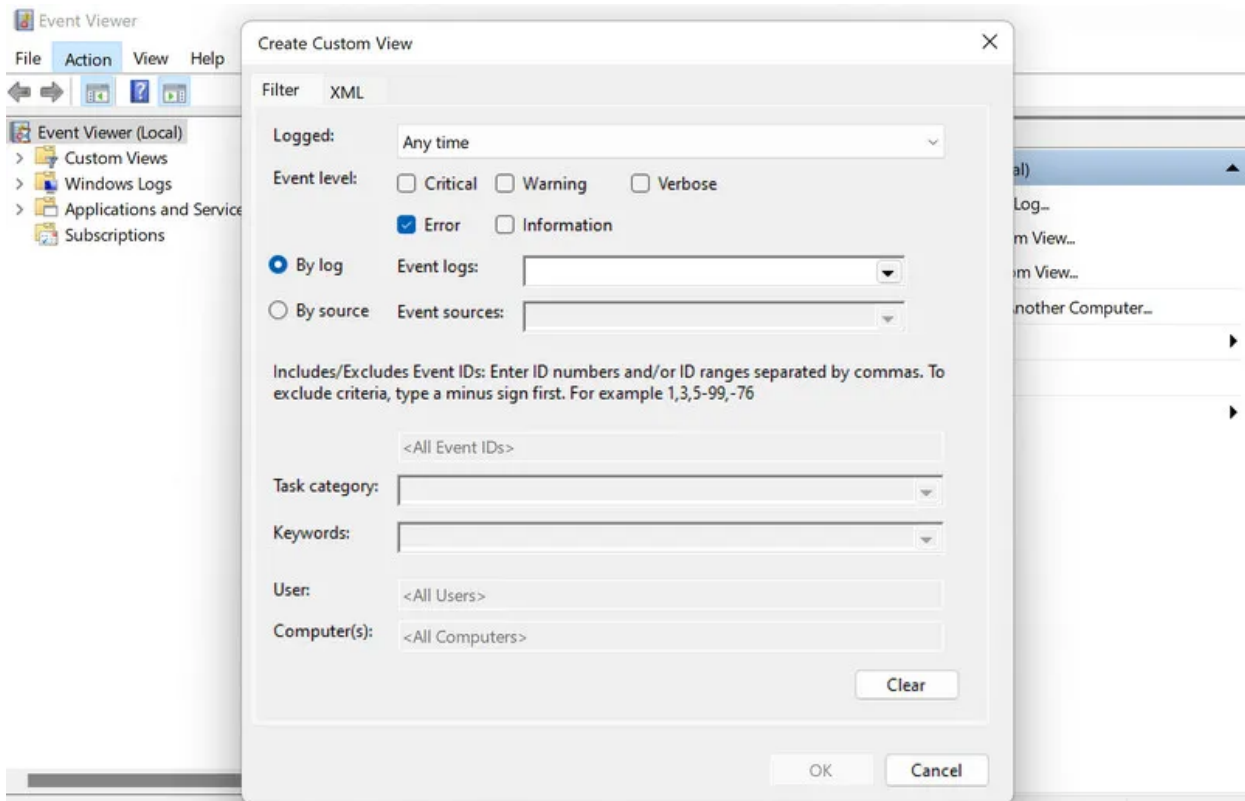 Event Viewer
File Action View Help
Event Viewer (Local)
Custom Views
Windows Logs
Applications and Service
Subscriptions
Create Custom View
Filter XML
Logged: Any time
Event level: Critical Warning Verbose
Error Information
By log Event logs:
By source Event sources:
Includes/Excludes Event IDs: Enter ID numbers and/or ID ranges separated by commas. To
exclude criteria, type a minus sign first. For example 1,3,5-99,-76
<All Event IDs>
Task category:
Keywords:
User: <All Users>
Computer(s): <All Computers>
Clear
OK Cancel
al)
Log...
m View...
om View...
nother Computer...